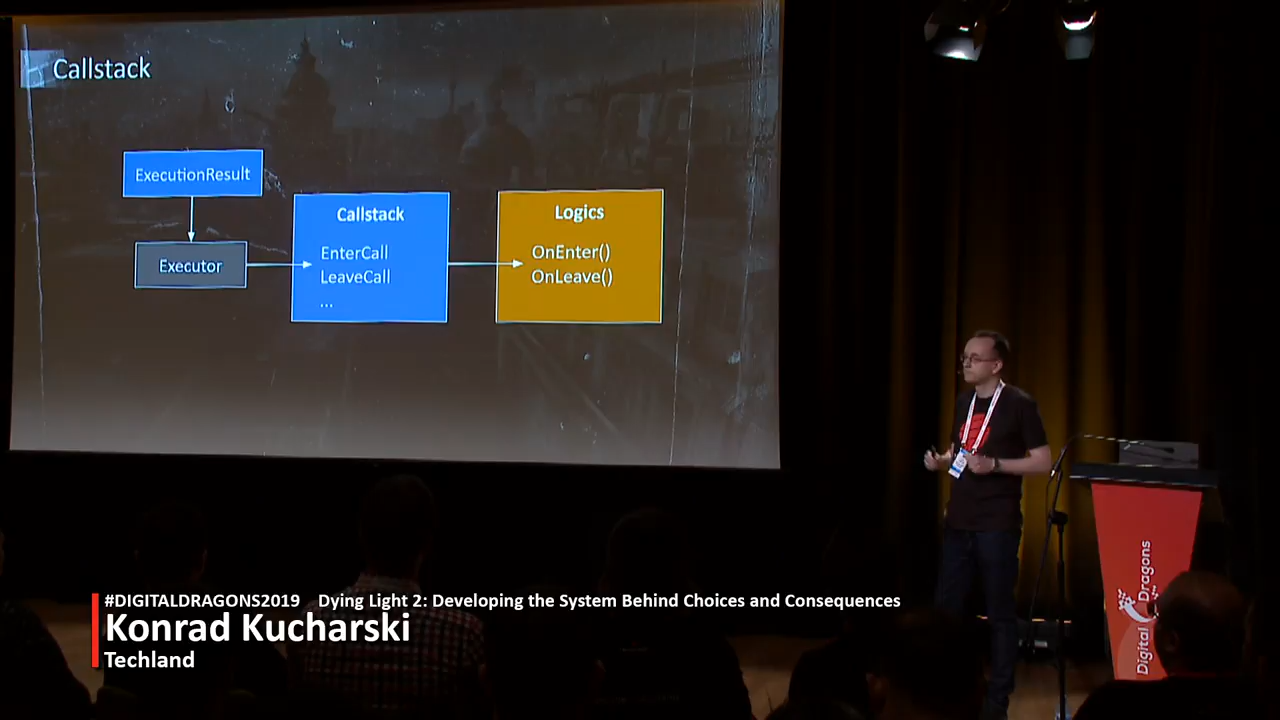 Callstack
ExecutionResult
Executor
Callstack
EnterCall
LeaveCall
...
Logics
OnEnter()
OnLeave()
Digital Dragons
#DIGITALDRAGONS2019 Dying Light 2: Developing the System Behind Choices and Consequences
Konrad Kucharski
Techland